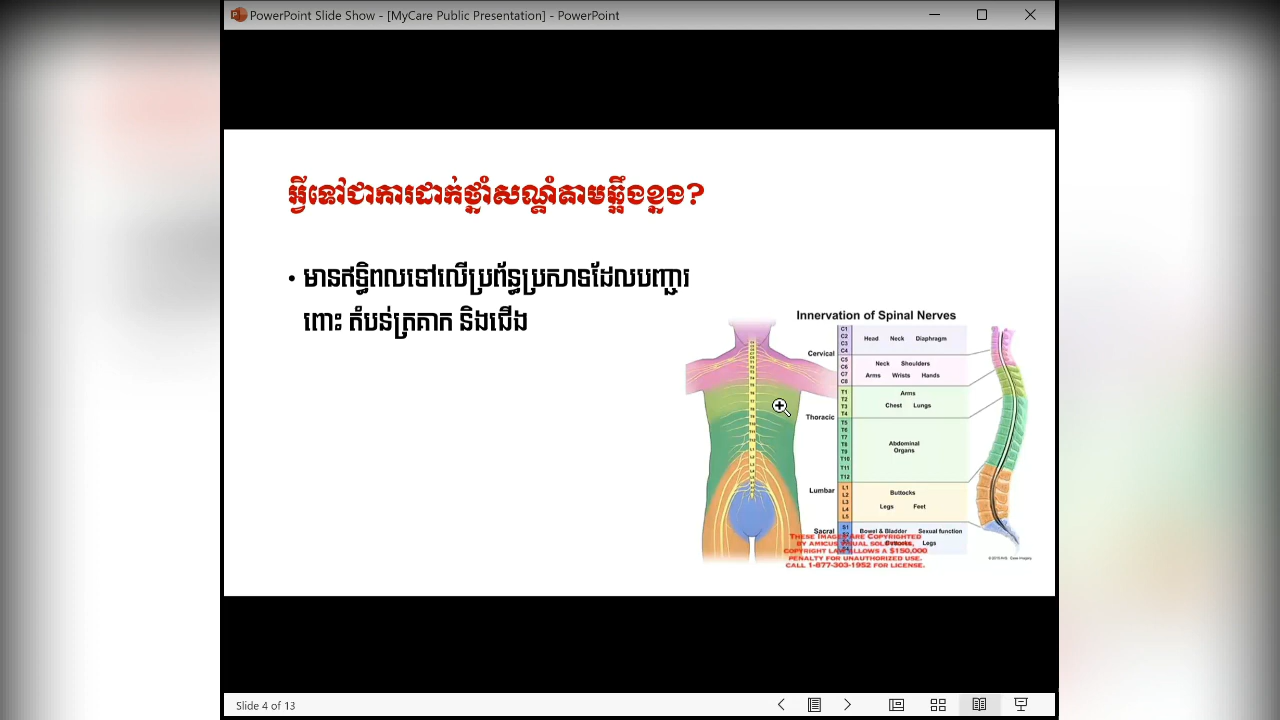 PowerPoint Slide Show - [MyCare Public Presentation] - PowerPoint
អ្វីទៅជាការដាក់ថ្នាំសណ្តំតាមឆ្អឹងខ្នង?
• មានឥទ្ធិពលទៅលើប្រព័ន្ធប្រសាទដែលបញ្ជារ
ពោះ តំបន់ត្រគាក និងជើង
Innervation of Spinal Nerves
Cervical
C1
C2
C3
C4
Head Neck Diaphragm
C5
C6
C7
C8
Neck Shoulders
Arms Wrists Hands
Thoracic
T1
T2
T3
T4
Arms
Chest Lungs
T5
T6
T7
T8
T9
T10
T11
T12
Abdominal
Organs
Lumbar
L1
L2
L3
L4
L5
Buttocks
Legs Feet
Sacral
S1
S2
Bowel & Bladder Sexual function
Buttocks Legs
THESE IMAGES ARE COPYRIGHTED
BY AMICUS VISUAL SOLUTIONS.
COPYRIGHT LAW ALLOWS A $150,000
PENALTY FOR UNAUTHORIZED USE.
CALL 1-877-303-1952 FOR LICENSE.
Slide 4 of 13